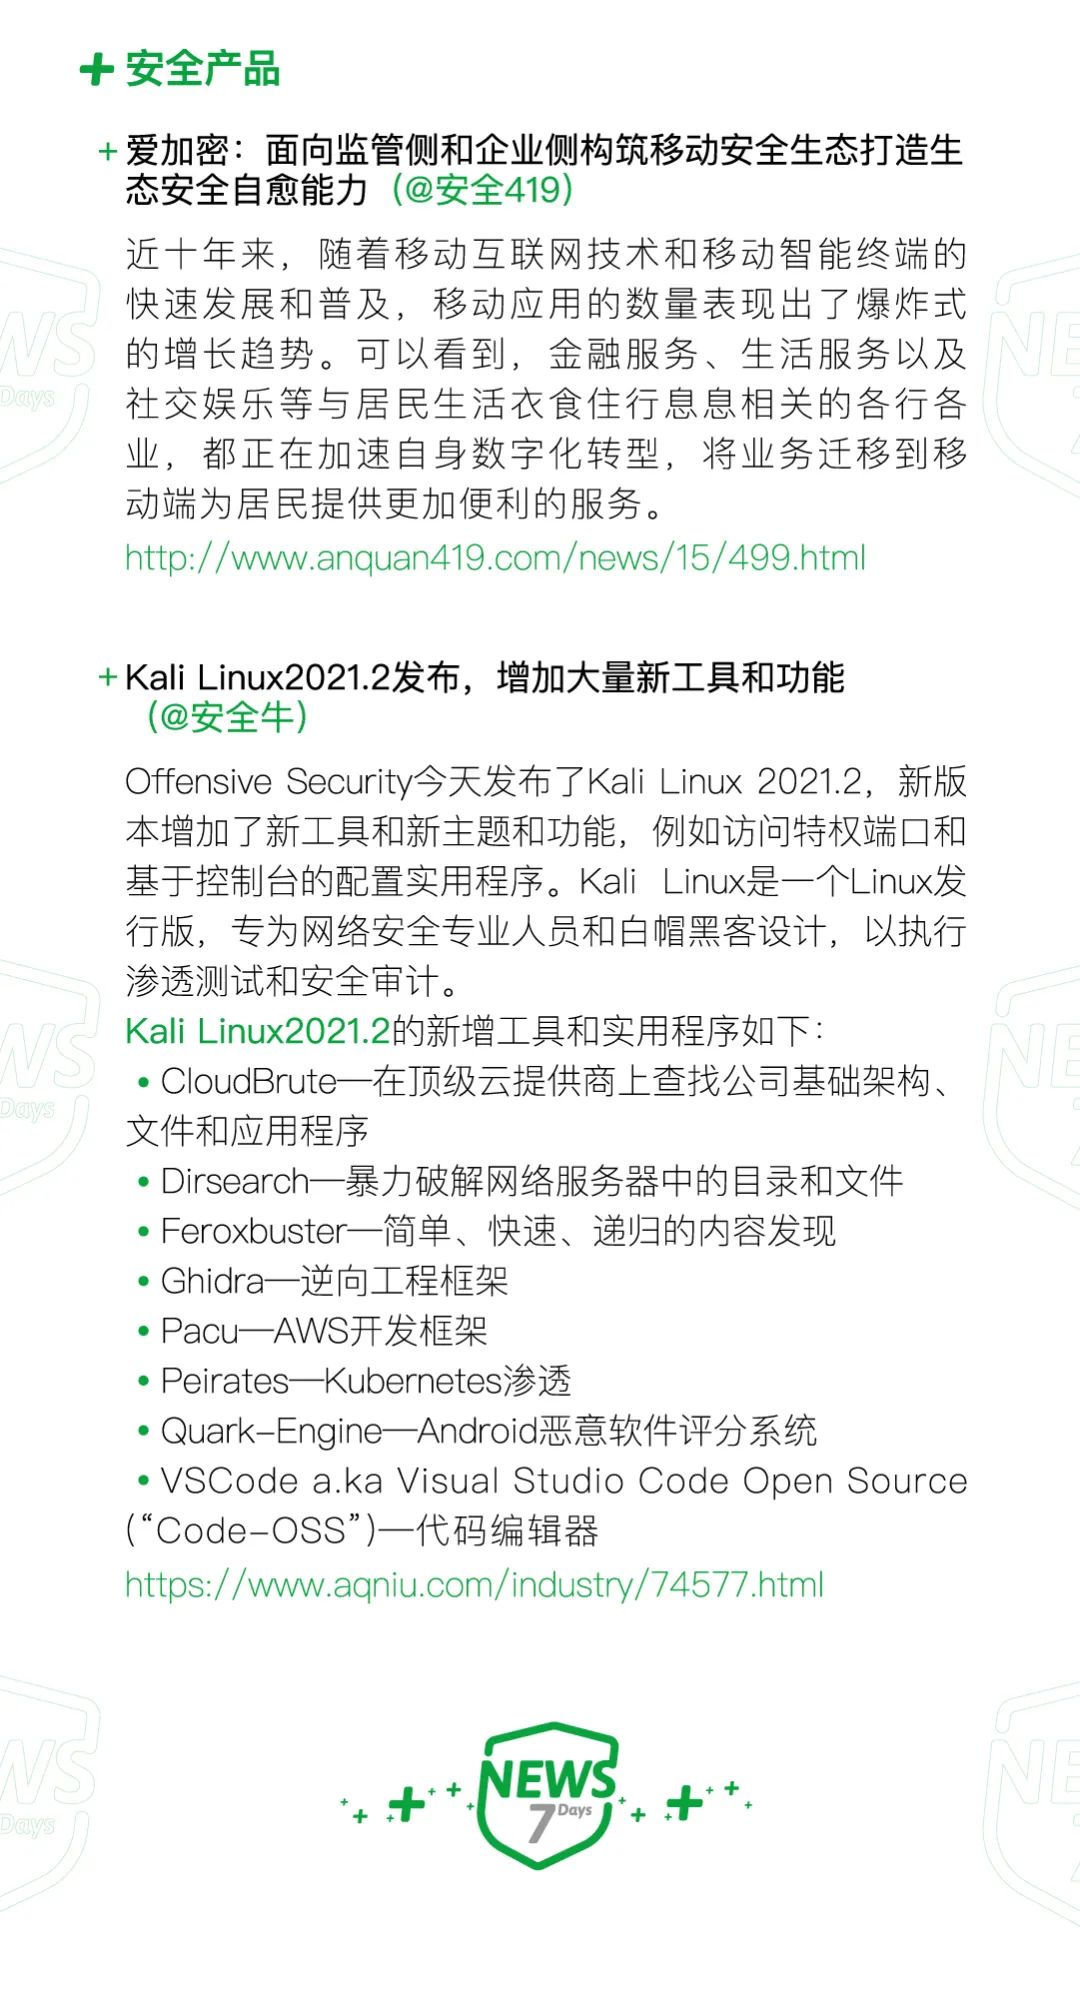 安全产品
爱加密：面向监管侧和企业侧构筑移动安全生态打造生
态安全自愈能力（@安全419）
近十年来，随着移动互联网技术和移动智能终端的
快速发展和普及，移动应用的数量表现出了爆炸式
的增长趋势。可以看到，金融服务、生活服务以及
社交娱乐等与居民生活衣食住行息息相关的各行各
业，都正在加速自身数字化转型，将业务迁移到移
动端为居民提供更加便利的服务。
http://www.anquan419.com/news/15/499.html
Kali Linux2021.2发布，增加大量新工具和功能
（@安全牛）
Offensive Security今天发布了Kali Linux 2021.2，新版
本增加了新工具和新主题和功能，例如访问特权端口和
基于控制台的配置实用程序。Kali Linux是一个Linux发
行版，专为网络安全专业人员和白帽黑客设计，以执行
渗透测试和安全审计。
Kali Linux2021.2的新增工具和实用程序如下：
• CloudBrute—在顶级云提供商上查找公司基础架构、
文件和应用程序
• Dirsearch—暴力破解网络服务器中的目录和文件
• Feroxbuster—简单、快速、递归的内容发现
• Ghidra—逆向工程框架
• Pacu—AWS开发框架
• Peirates—Kubernetes渗透
• Quark-Engine—Android恶意软件评分系统
• VSCode a.ka Visual Studio Code Open Source
(“Code-OSS”)—代码编辑器
https://www.aqniu.com/industry/74577.html
NEWS
7 Days